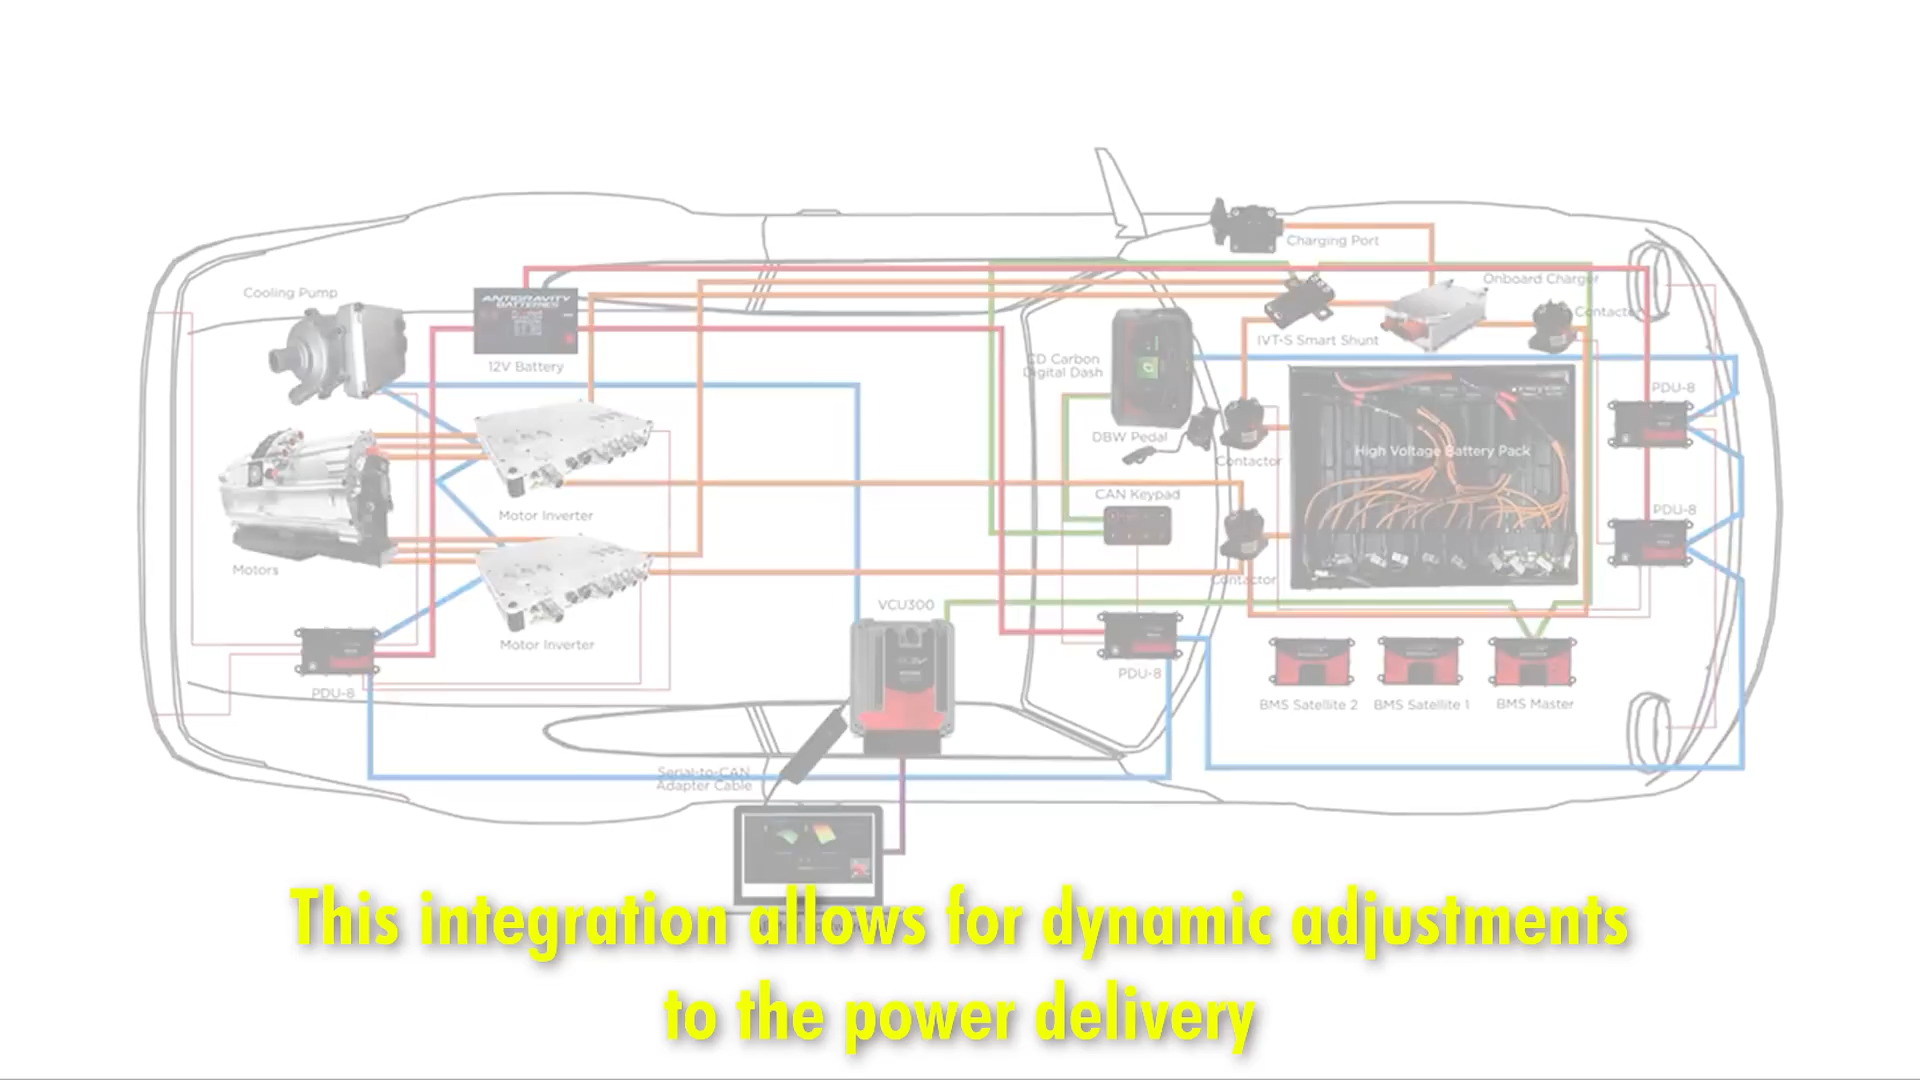 Charging Port
Onboard Charger
Cooling Pump
ANTIGRAVITY
BATTERIES
Contactor
IVT-S Smart Shunt
12V Battery
CD Carbon
Digital Dash
PDU-8
DBW Pedal
High Voltage Battery Pack
Contactor
CAN Keypad
Motor Inverter
PDU-8
Motors
Contactor
VCU300
Motor Inverter
PDU-8
PDU-8
BMS Satellite 2
BMS Satellite 1
BMS Master
Serial-to-CAN
Adapter Cable
This integration allows for dynamic adjustments
to the power delivery